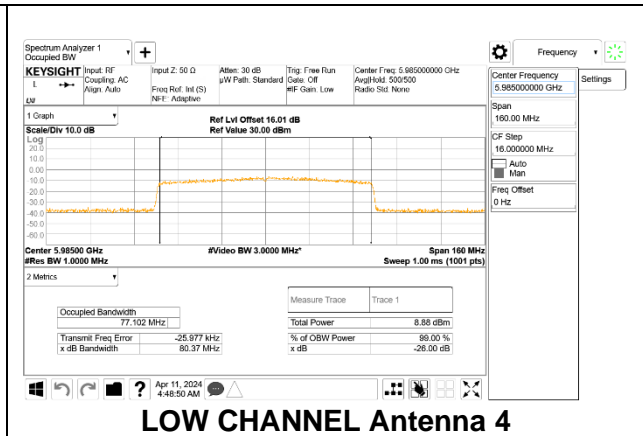 Spectrum Analyzer 1
Occupied BW
Frequency
KEYSIGHT Input: RF Input Z: 50 Ω Atten: 30 dB Trig: Free Run Center Freq: 5.985000000 GHz
L Coupling: AC µW Path: Standard Gate: Off Avg|Hold: 500/500
Align: Auto Freq Ref: Int (S) #IF Gain: Low Radio Std: None
NFE: Adaptive
Center Frequency
5.985000000 GHz
Settings
Span
160.00 MHz
CF Step
16.000000 MHz
Auto
Man
Freq Offset
0 Hz
1 Graph
Ref Lvl Offset 16.01 dB
Scale/Div 10.0 dB Ref Value 30.00 dBm
Log
20.0
10.0
0.00
-10.0
-20.0
-30.0
-40.0
-50.0
-60.0
Center 5.98500 GHz #Video BW 3.0000 MHz* Span 160 MHz
#Res BW 1.0000 MHz Sweep 1.00 ms (1001 pts)
2 Metrics
Measure Trace Trace 1
Occupied Bandwidth
77.102 MHz Total Power 8.88 dBm
Transmit Freq Error -25.977 kHz % of OBW Power 99.00 %
x dB Bandwidth 80.37 MHz x dB -26.00 dB
Apr 11, 2024
4:48:50 AM
LOW CHANNEL Antenna 4